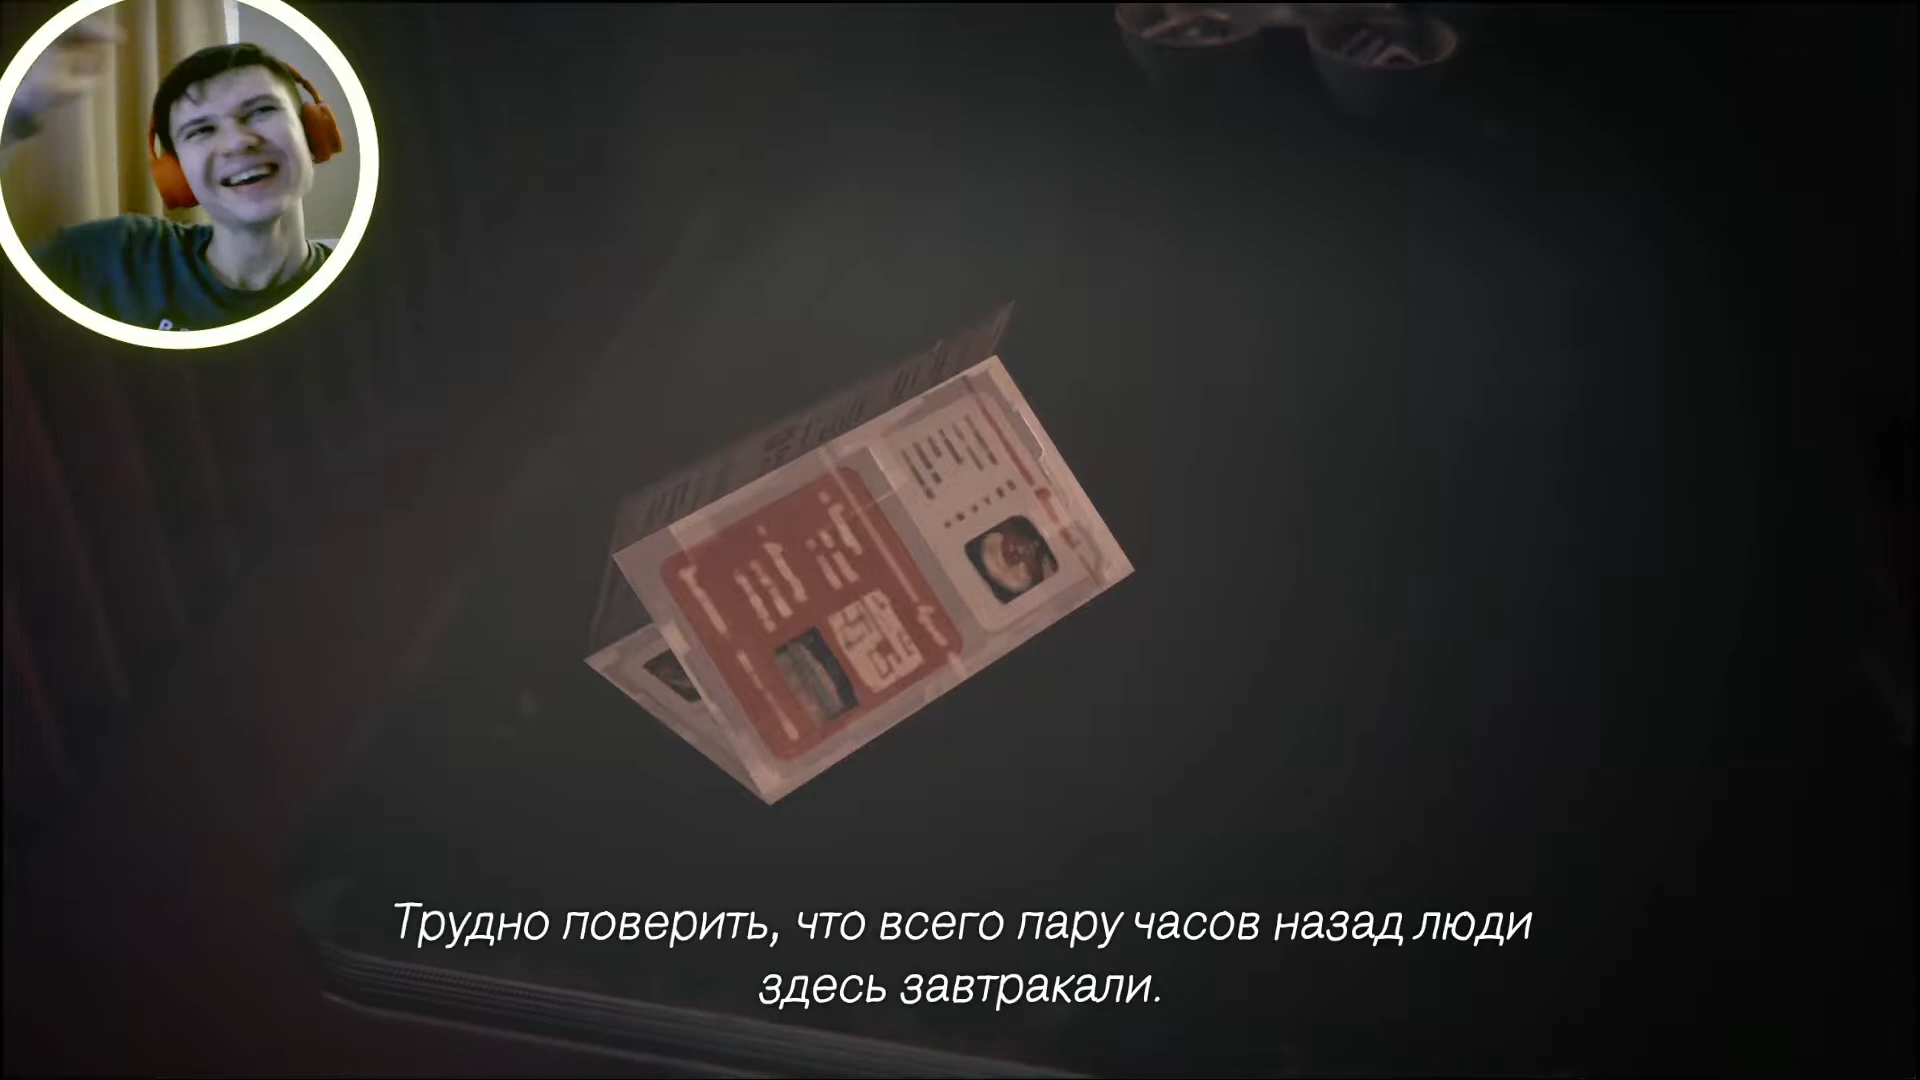 Трудно поверить, что всего пару часов назад люди
здесь завтракали.